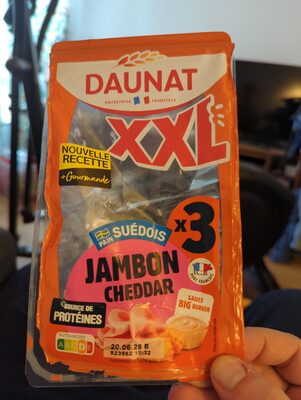 DAUNAT
ENTREPRISE FAMILIALE
XXL
NOUVELLE
RECETTE
+Gourmande
PAIN SUÉDOIS
x3
JAMBON
CHEDDAR
SAUCE
BIG BURGER
SOURCE DE
PROTÉINES
20.06.25 B